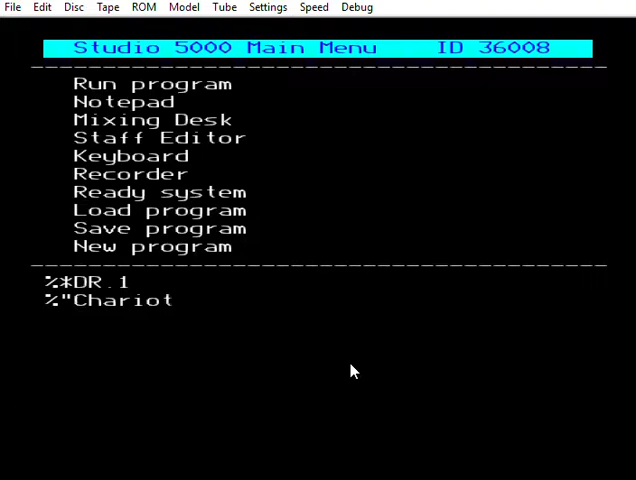 File Edit Disc Tape ROM Model Tube Settings Speed Debug
Studio 5000 Main Menu ID 36008
Run program
Notepad
Mixing Desk
Staff Editor
Keyboard
Recorder
Ready system
Load program
Save program
New program
%*DR.1
%"Chariot